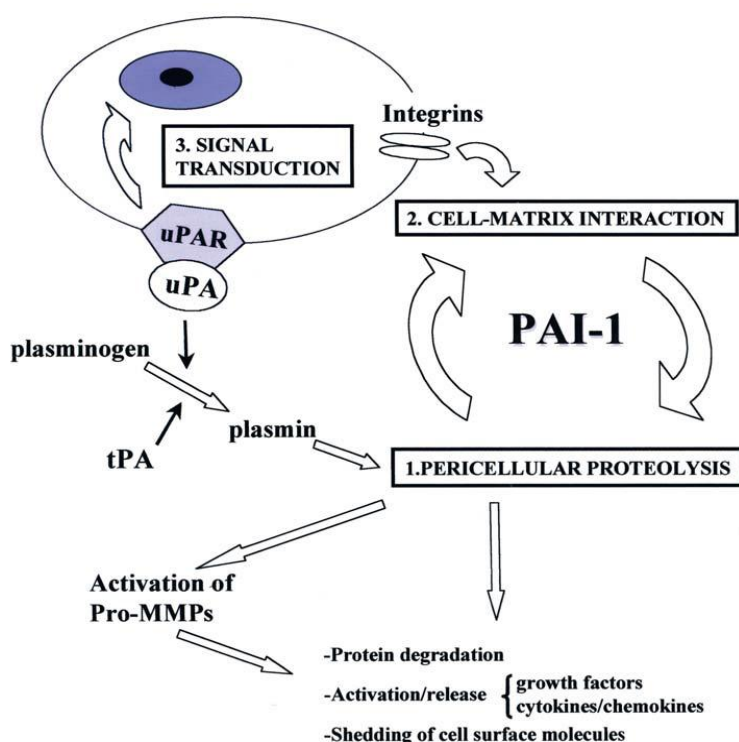 Integrins
3. SIGNAL
TRANSDUCTION
2. CELL-MATRIX INTERACTION
uPAR
uPA
PAI-1
plasminogen
plasmin
tPA
1.PERICELLULAR PROTEOLYSIS
Activation of
Pro-MMPs
-Protein degradation
-Activation/release { growth factors
cytokines/chemokines
-Shedding of cell surface molecules